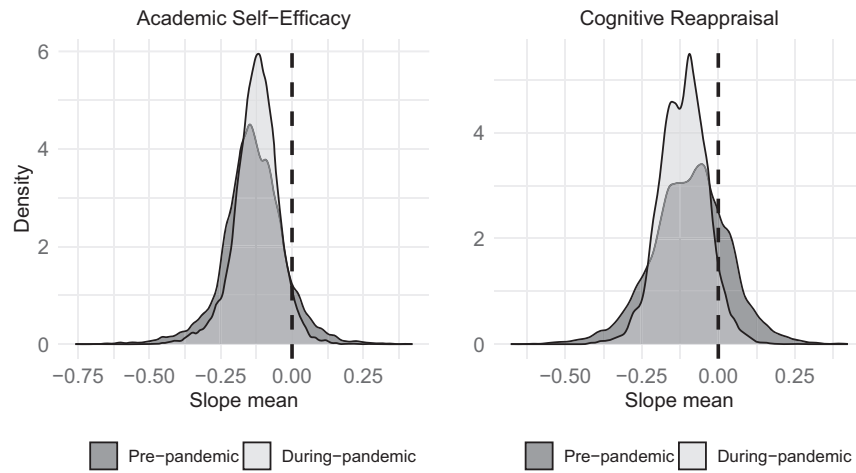 Academic Self−Efficacy
Cognitive Reappraisal
Density
6
4
2
0
4
2
0
−0.75 −0.50 −0.25 0.00 0.25
−0.50 −0.25 0.00 0.25
Slope mean
Slope mean
Pre−pandemic During−pandemic
Pre−pandemic During−pandemic